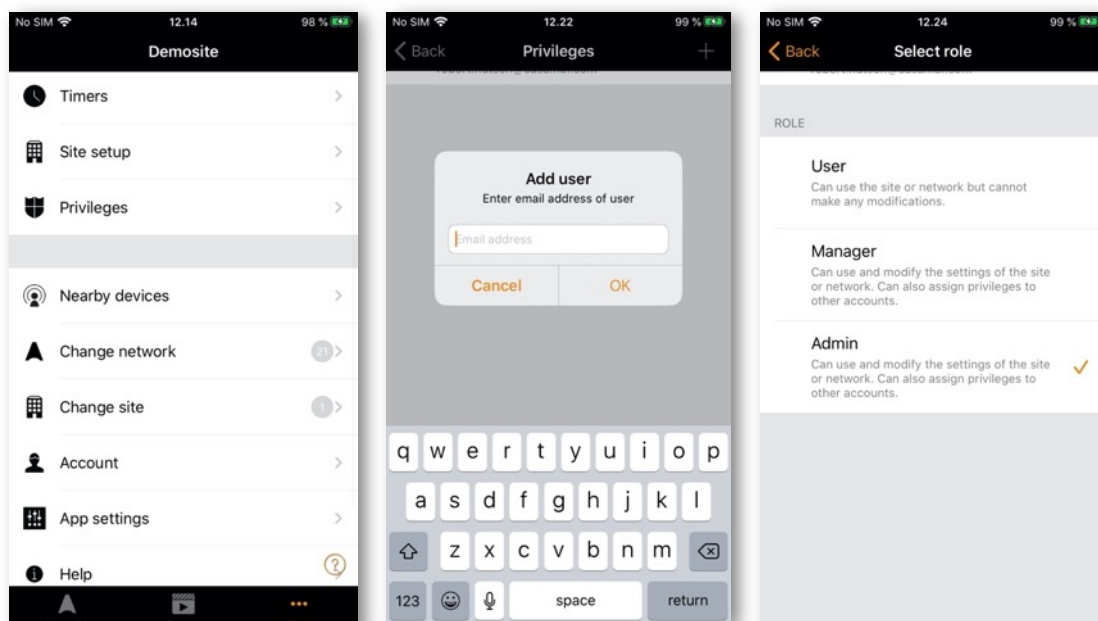 No SIM 12.14 98 %
Demosite
Timers
Site setup
Privileges
Nearby devices
Change network 21
Change site 1
Account
App settings
Help
?
No SIM 12.22 99 %
Back Privileges +
Add user
Enter email address of user
Email address
Cancel OK
q w e r t y u i o p
a s d f g h j k l
z x c v b n m
123 space return
No SIM 12.24 99 %
Back Select role
ROLE
User
Can use the site or network but cannot
make any modifications.
Manager
Can use and modify the settings of the site
or network. Can also assign privileges to
other accounts.
Admin
Can use and modify the settings of the site
or network. Can also assign privileges to
other accounts.